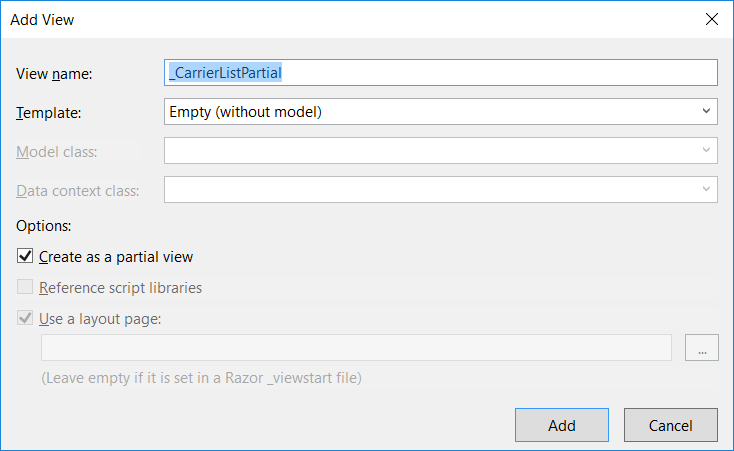 Add View
View name:
_CarrierListPartial
Template:
Empty (without model)
Model class:
Data context class:
Options:
Create as a partial view
Reference script libraries
Use a layout page:
...
(Leave empty if it is set in a Razor _viewstart file)
Add
Cancel